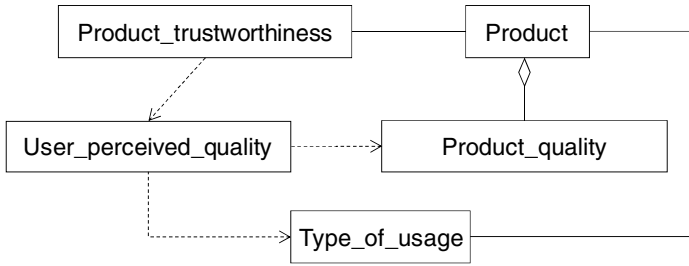 Product_trustworthiness
Product
User_perceived_quality
Product_quality
Type_of_usage